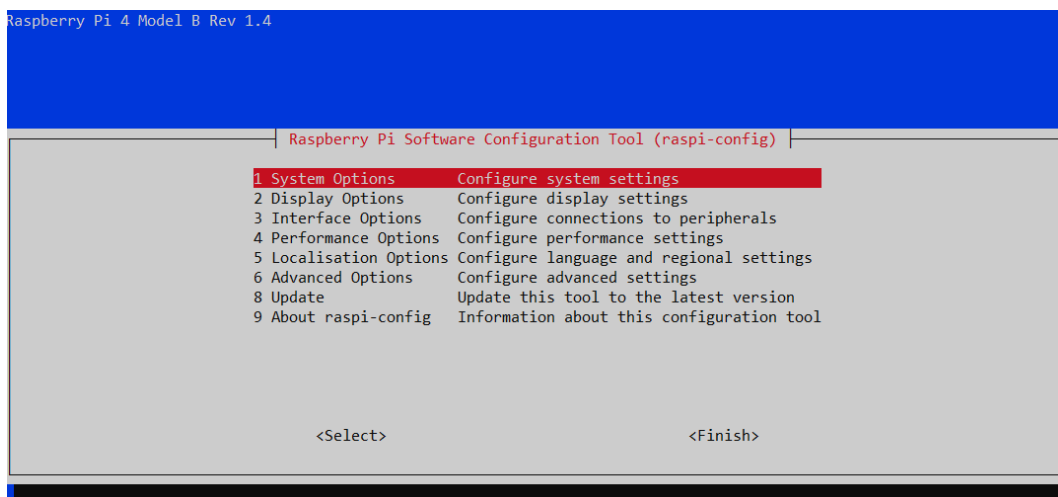 Raspberry Pi 4 Model B Rev 1.4
Raspberry Pi Software Configuration Tool (raspi-config)
1 System Options Configure system settings
2 Display Options Configure display settings
3 Interface Options Configure connections to peripherals
4 Performance Options Configure performance settings
5 Localisation Options Configure language and regional settings
6 Advanced Options Configure advanced settings
8 Update Update this tool to the latest version
9 About raspi-config Information about this configuration tool
<Select> <Finish>